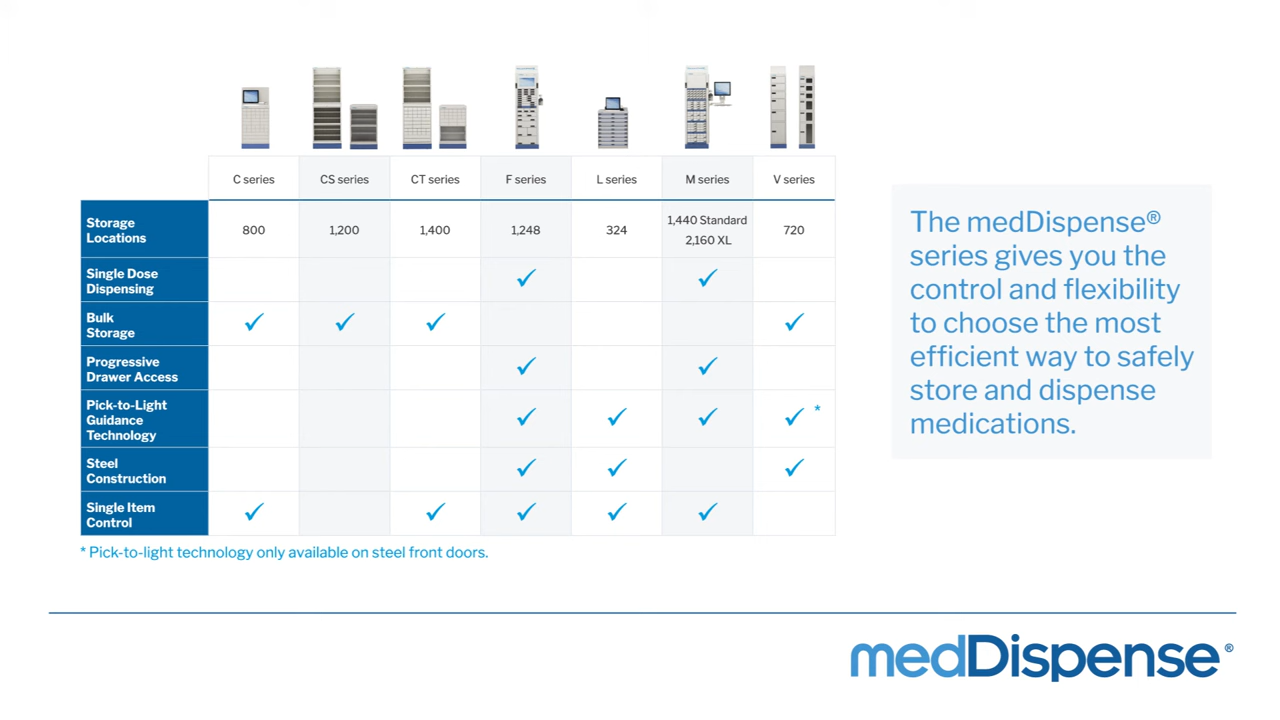 C series CS series CT series F series L series M series V series
Storage
Locations
800 1,200 1,400 1,248 324 1,440 Standard
2,160 XL 720
Single Dose
Dispensing
✓ ✓
Bulk
Storage
✓ ✓ ✓ ✓
Progressive
Drawer Access
✓ ✓
Pick-to-Light
Guidance
Technology
✓ ✓ ✓ ✓ *
Steel
Construction
✓ ✓ ✓
Single Item
Control
✓ ✓ ✓ ✓ ✓
* Pick-to-light technology only available on steel front doors.
The medDispense®
series gives you the
control and flexibility
to choose the most
efficient way to safely
store and dispense
medications.
medDispense®